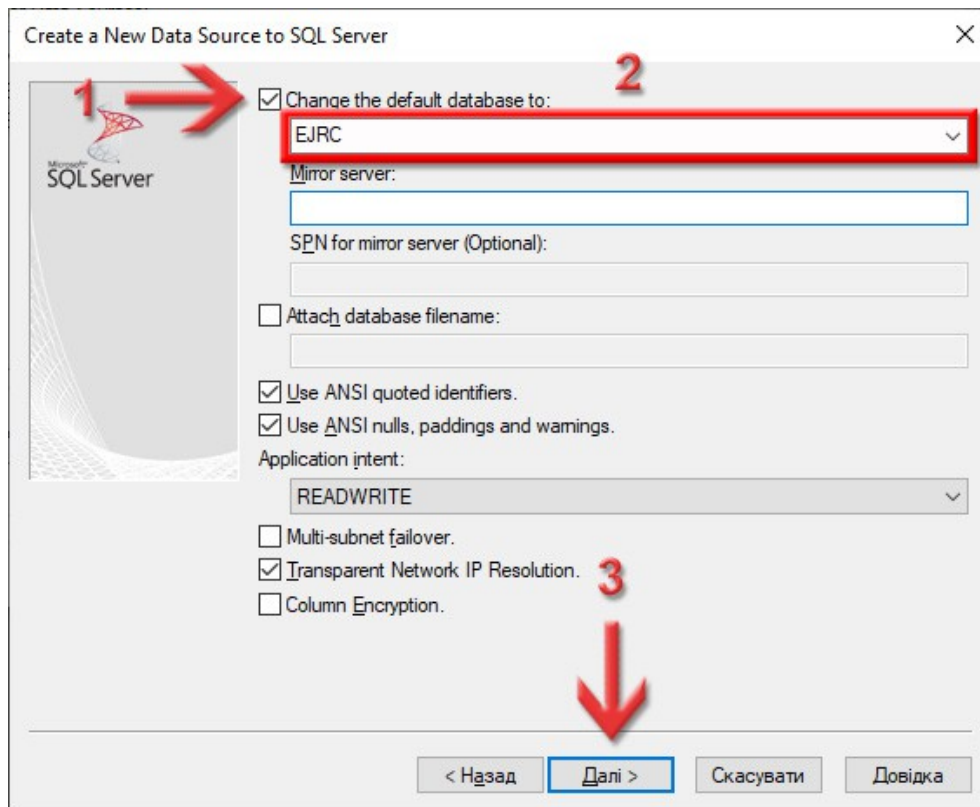 Create a New Data Source to SQL Server
1
2
Change the default database to:
EJRC
Microsoft®
SQL Server
Mirror server:
SPN for mirror server (Optional):
Attach database filename:
Use ANSI quoted identifiers.
Use ANSI nulls, paddings and warnings.
Application intent:
READWRITE
Multi-subnet failover.
Transparent Network IP Resolution.
3
Column Encryption.
< Назад Далі > Скасувати Довідка